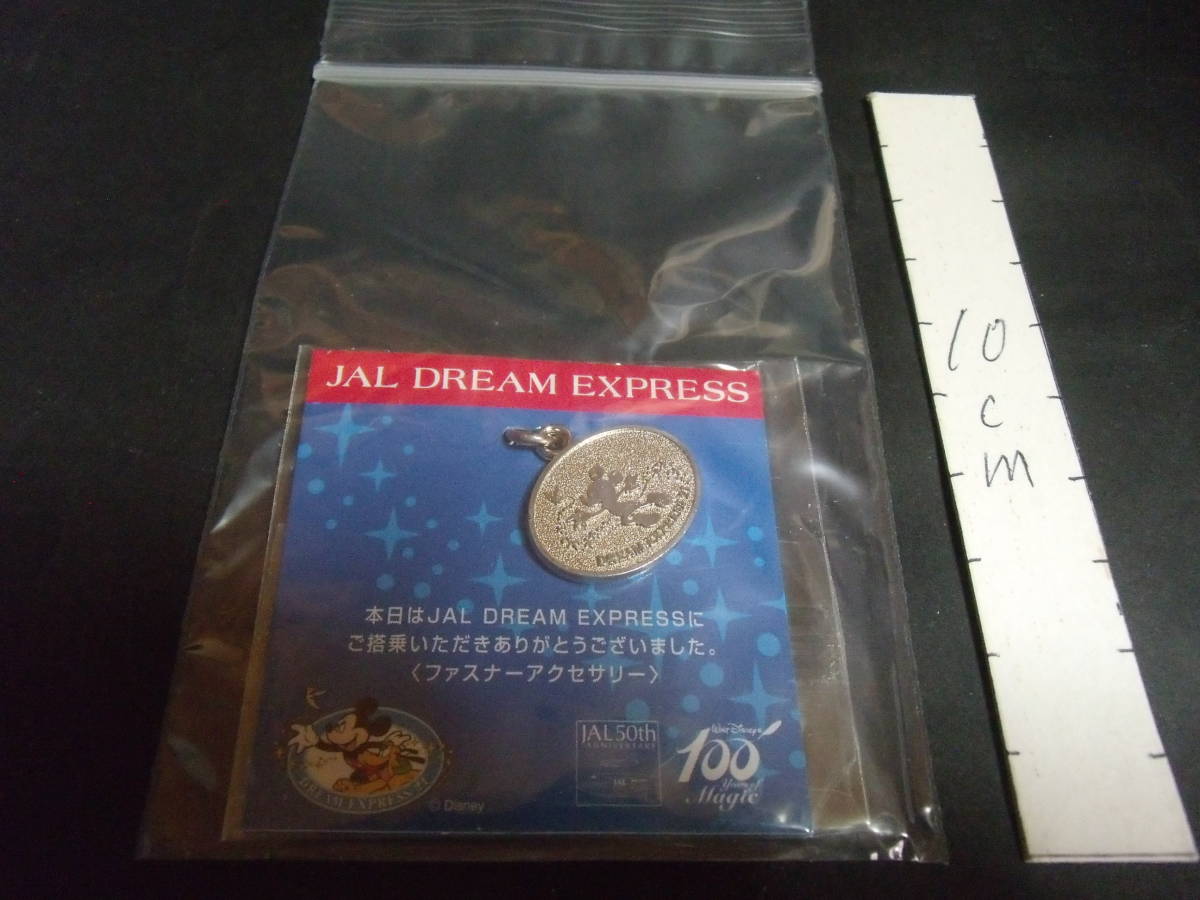 JAL DREAM EXPRESS
本日はJAL DREAM EXPRESSに
ご搭乗いただきありがとうございました。
〈ファスナーアクセサリー〉
DREAM EXPRESS
© Disney
JAL50th
ANNIVERSARY
JAL
Walt Disney's
100
Years of
Magic
10
c
m